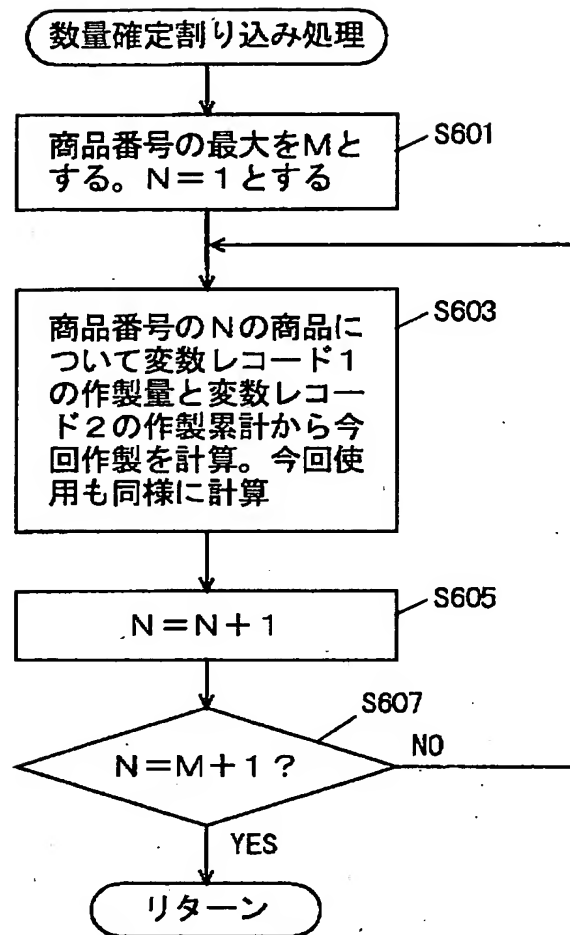 数量確定割り込み処理
商品番号の最大をMと
する。N=1とする
S601
商品番号のNの商品に
ついて変数レコード1
の作製量と変数レコー
ド2の作製累計から今
回作製を計算。今回使
用も同様に計算
S603
N=N+1
S605
N=M+1?
S607
NO
YES
リターン